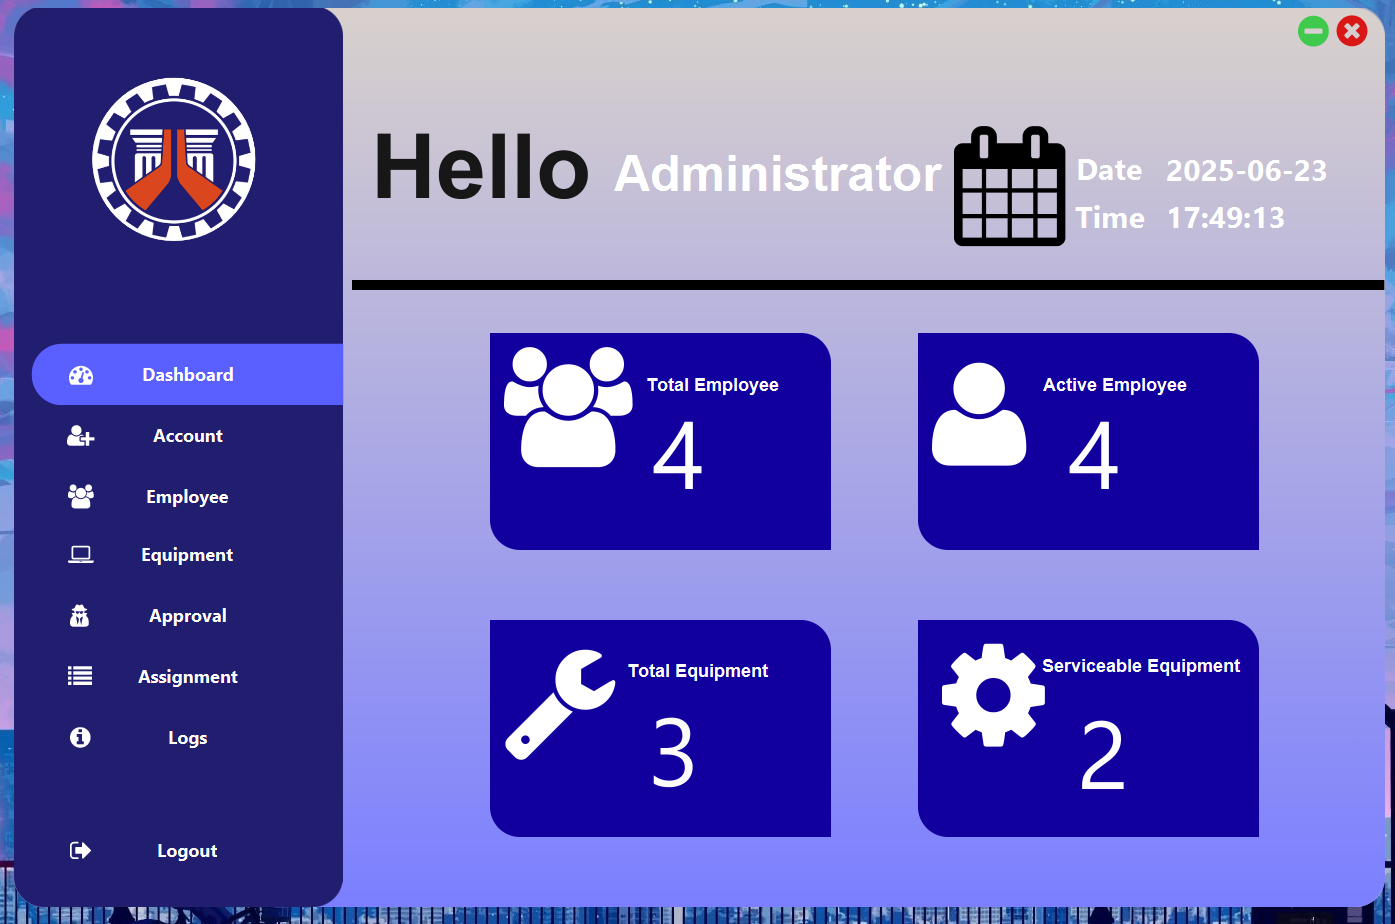 Hello Administrator
Date 2025-06-23
Time 17:49:13
Dashboard
Account
Employee
Equipment
Approval
Assignment
Logs
Logout
Total Employee
4
Active Employee
4
Total Equipment
3
Serviceable Equipment
2